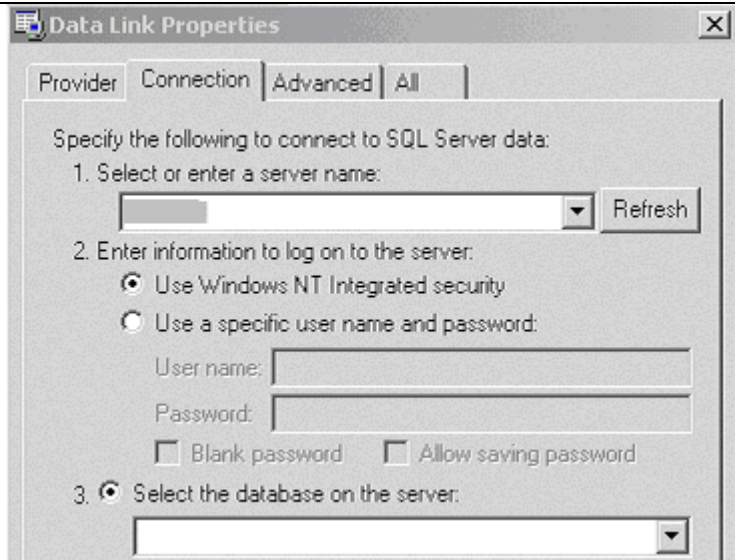 Data Link Properties
Provider Connection Advanced All
Specify the following to connect to SQL Server data:
1. Select or enter a server name:
Refresh
2. Enter information to log on to the server:
Use Windows NT Integrated security
Use a specific user name and password:
User name:
Password:
Blank password Allow saving password
3. Select the database on the server: